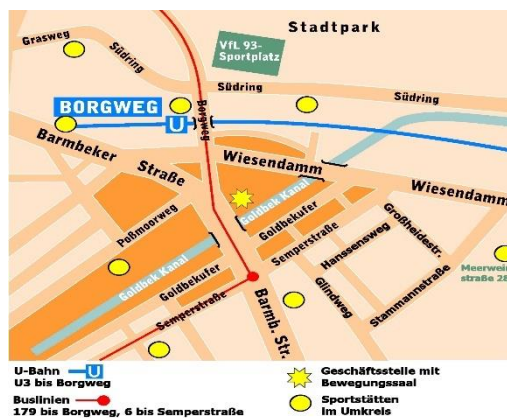 Stadtpark
Grasweg
Südring
VfL 93-
Sportplatz
Südring
Südring
BORGWEG
U
Borgweg
Barmbeker
Straße
Wiesendamm
Wiesendamm
Poßmoorweg
Goldbek Kanal
Goldbekufer
Semperstraße
Hanssensweg
Großheidestr.
Goldbek Kanal
Goldbekufer
Semperstraße
Glindweg
Stammannstraße
Barmb. Str.
Meerwein
straße 28
U-Bahn
U
U3 bis Borgweg
Buslinien
179 bis Borgweg, 6 bis Semperstraße
Geschäftsstelle mit
Bewegungssaal
Sportstätten
im Umkreis